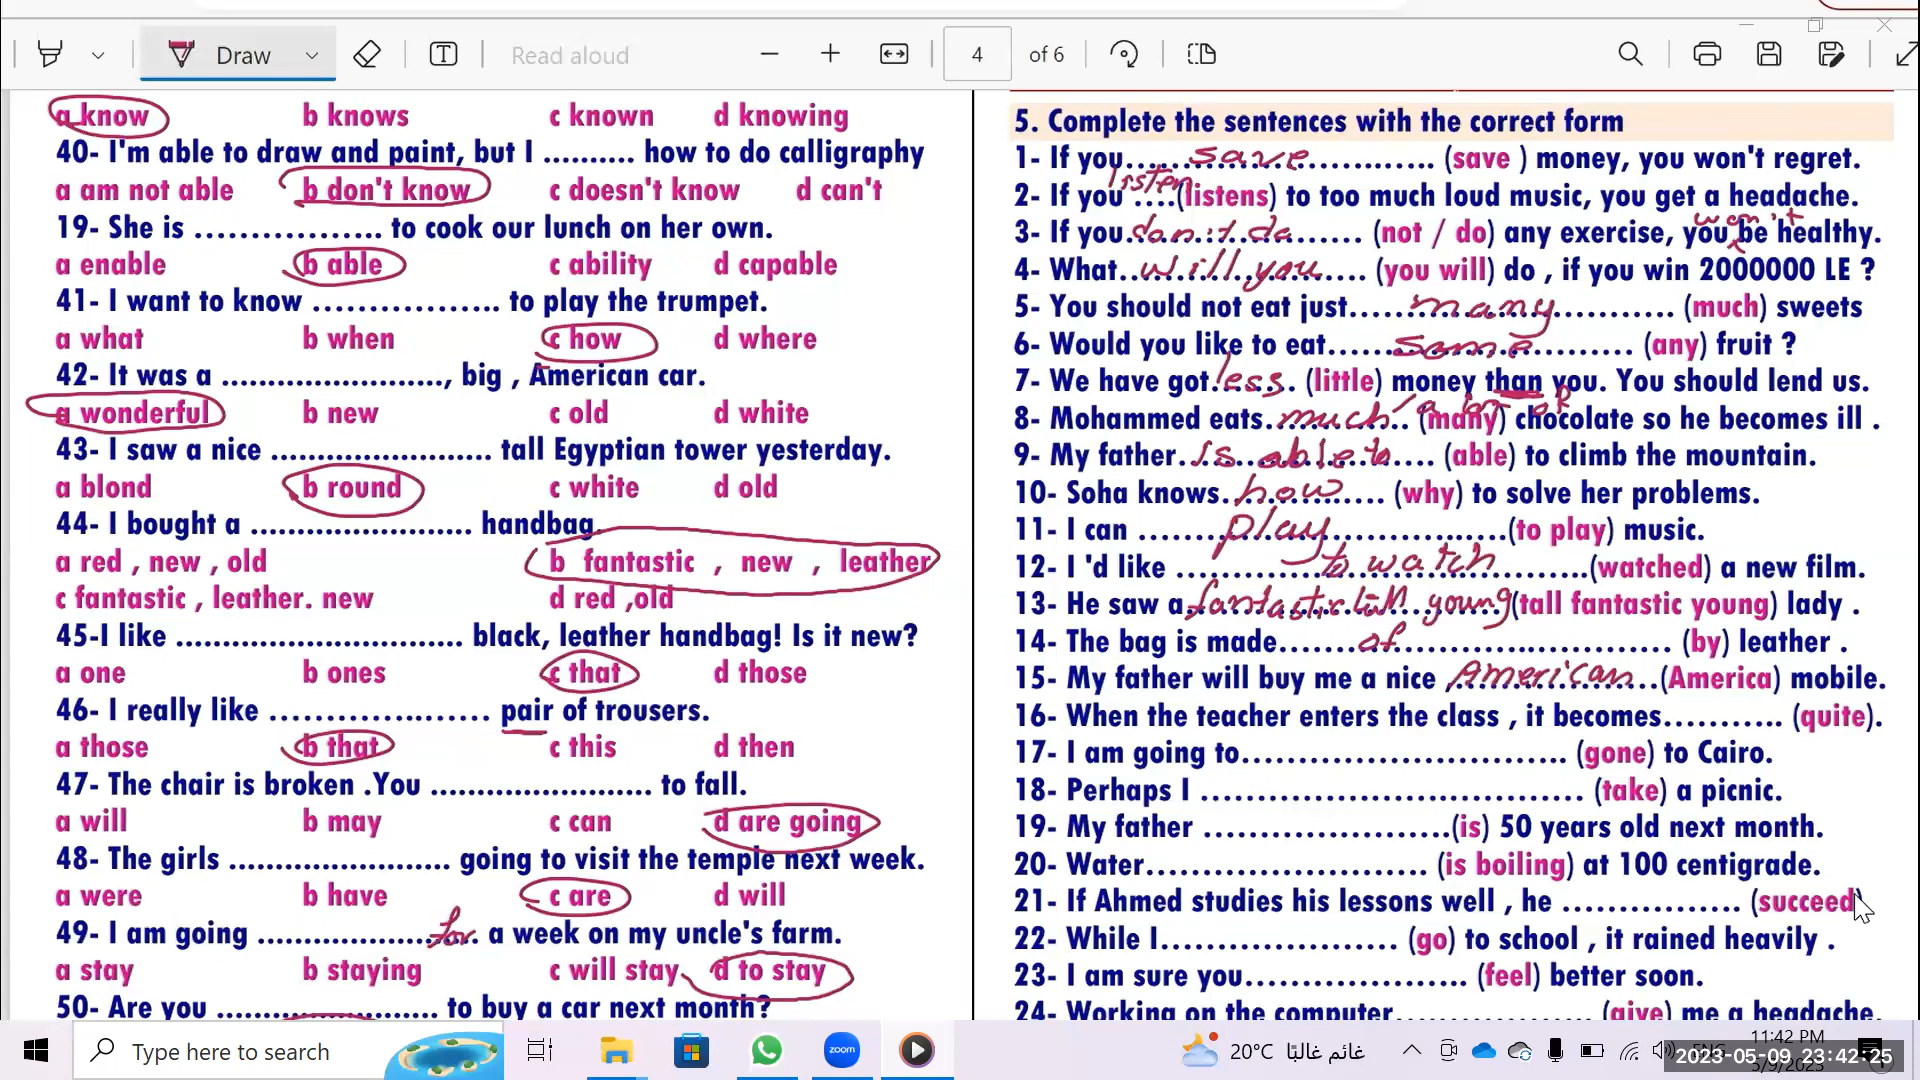 Draw
Read aloud
4
of 6
a know b knows c known d knowing
40- I'm able to draw and paint, but I .......... how to do calligraphy
a am not able b don't know c doesn't know d can't
19- She is ................. to cook our lunch on her own.
a enable b able c ability d capable
41- I want to know ................. to play the trumpet.
a what b when c how d where
42- It was a ......................, big , American car.
a wonderful b new c old d white
43- I saw a nice ...................... tall Egyptian tower yesterday.
a blond b round c white d old
44- I bought a ...................... handbag.
a red , new , old b fantastic , new , leather
c fantastic , leather. new d red ,old
45-I like ............................ black, leather handbag! Is it new?
a one b ones c that d those
46- I really like ...................... pair of trousers.
a those b that c this d then
47- The chair is broken .You ...................... to fall.
a will b may c can d are going
48- The girls ...................... going to visit the temple next week.
a were b have c are d will
49- I am going ...................... for a week on my uncle's farm.
a stay b staying c will stay d to stay
50- Are you ...................... to buy a car next month?
5. Complete the sentences with the correct form
1- If you......save............. (save ) money, you won't regret.
2- If you listen ....(listens) to too much loud music, you get a headache.
3- If you..don't do....... (not / do) any exercise, you won't be healthy.
4- What..will you..... (you will) do , if you win 2000000 LE ?
5- You should not eat just......many............ (much) sweets
6- Would you like to eat......some.......... (any) fruit ?
7- We have got.less.. (little) money than you. You should lend us.
8- Mohammed eats.much / a lot of.. (many) chocolate so he becomes ill .
9- My father..is able to.... (able) to climb the mountain.
10- Soha knows.how....... (why) to solve her problems.
11- I can .......play..............(to play) music.
12- I 'd like ............to watch........(watched) a new film.
13- He saw a fantastic tall young(tall fantastic young) lady .
14- The bag is made.......of...................... (by) leather .
15- My father will buy me a nice ,American...(America) mobile.
16- When the teacher enters the class , it becomes........... (quite).
17- I am going to.............................. (gone) to Cairo.
18- Perhaps I ................................... (take) a picnic.
19- My father ......................(is) 50 years old next month.
20- Water........................... (is boiling) at 100 centigrade.
21- If Ahmed studies his lessons well , he ................ (succeed)
22- While I...................... (go) to school , it rained heavily .
23- I am sure you.................... (feel) better soon.
24- Working on the computer................... (give) me a headache.
Type here to search
zoom
20°C غائم غالبًا
11:42 PM
5/9/2023
2023-05-09 23:42:25